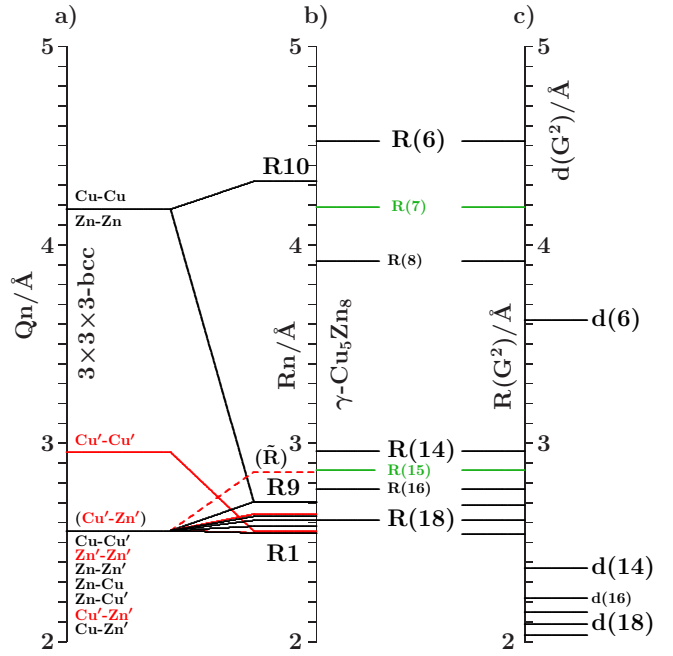 a)
b)
c)
5
5
5
4
4
4
3
3
3
2
2
2
Qn/Å
3×3×3-bcc
Cu-Cu
Zn-Zn
Cu′-Cu′
(Cu′-Zn′)
Cu-Cu′
Zn′-Zn′
Zn-Zn′
Zn-Cu
Zn-Cu′
Cu′-Zn′
Cu-Zn′
R10
(R̃)
R9
R1
Rn/Å
γ-Cu₅Zn₈
R(6)
R(7)
R(8)
R(14)
R(15)
R(16)
R(18)
R(G²)/Å
d(G²)/Å
d(6)
d(14)
d(16)
d(18)